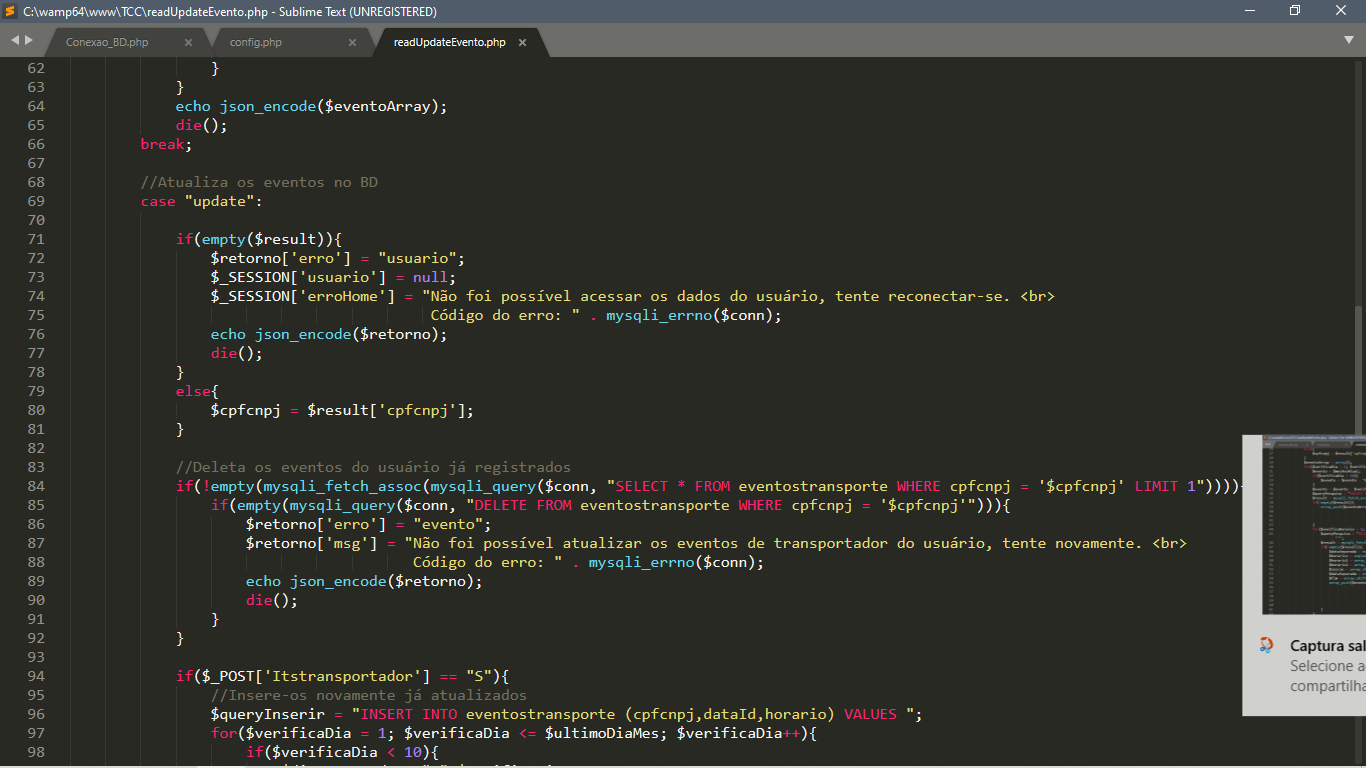 C:\wamp64\www\TCC\readUpdateEvento.php - Sublime Text (UNREGISTERED)
Conexao_BD.php × config.php × readUpdateEvento.php ×
62 }
63 }
64 echo json_encode($eventoArray);
65 die();
66 break;
67
68 //Atualiza os eventos no BD
69 case "update":
70
71 if(empty($result)){
72 $retorno['erro'] = "usuario";
73 $_SESSION['usuario'] = null;
74 $_SESSION['erroHome'] = "Não foi possível acessar os dados do usuário, tente reconectar-se. <br>
75 Código do erro: " . mysqli_errno($conn);
76 echo json_encode($retorno);
77 die();
78 }
79 else{
80 $cpfcnpj = $result['cpfcnpj'];
81 }
82
83 //Deleta os eventos do usuário já registrados
84 if(!empty(mysqli_fetch_assoc(mysqli_query($conn, "SELECT * FROM eventostransporte WHERE cpfcnpj = '$cpfcnpj' LIMIT 1")))){
85 if(empty(mysqli_query($conn, "DELETE FROM eventostransporte WHERE cpfcnpj = '$cpfcnpj'"))){
86 $retorno['erro'] = "evento";
87 $retorno['msg'] = "Não foi possível atualizar os eventos de transportador do usuário, tente novamente. <br>
88 Código do erro: " . mysqli_errno($conn);
89 echo json_encode($retorno);
90 die();
91 }
92 }
93
94 if($_POST['Itstransportador'] == "S"){
95 //Insere-os novamente já atualizados
96 $queryInserir = "INSERT INTO eventostransporte (cpfcnpj,dataId,horario) VALUES ";
97 for($verificaDia = 1; $verificaDia <= $ultimoDiaMes; $verificaDia++){
98 if($verificaDia < 10){
Captura sal
Selecione a
compartilha